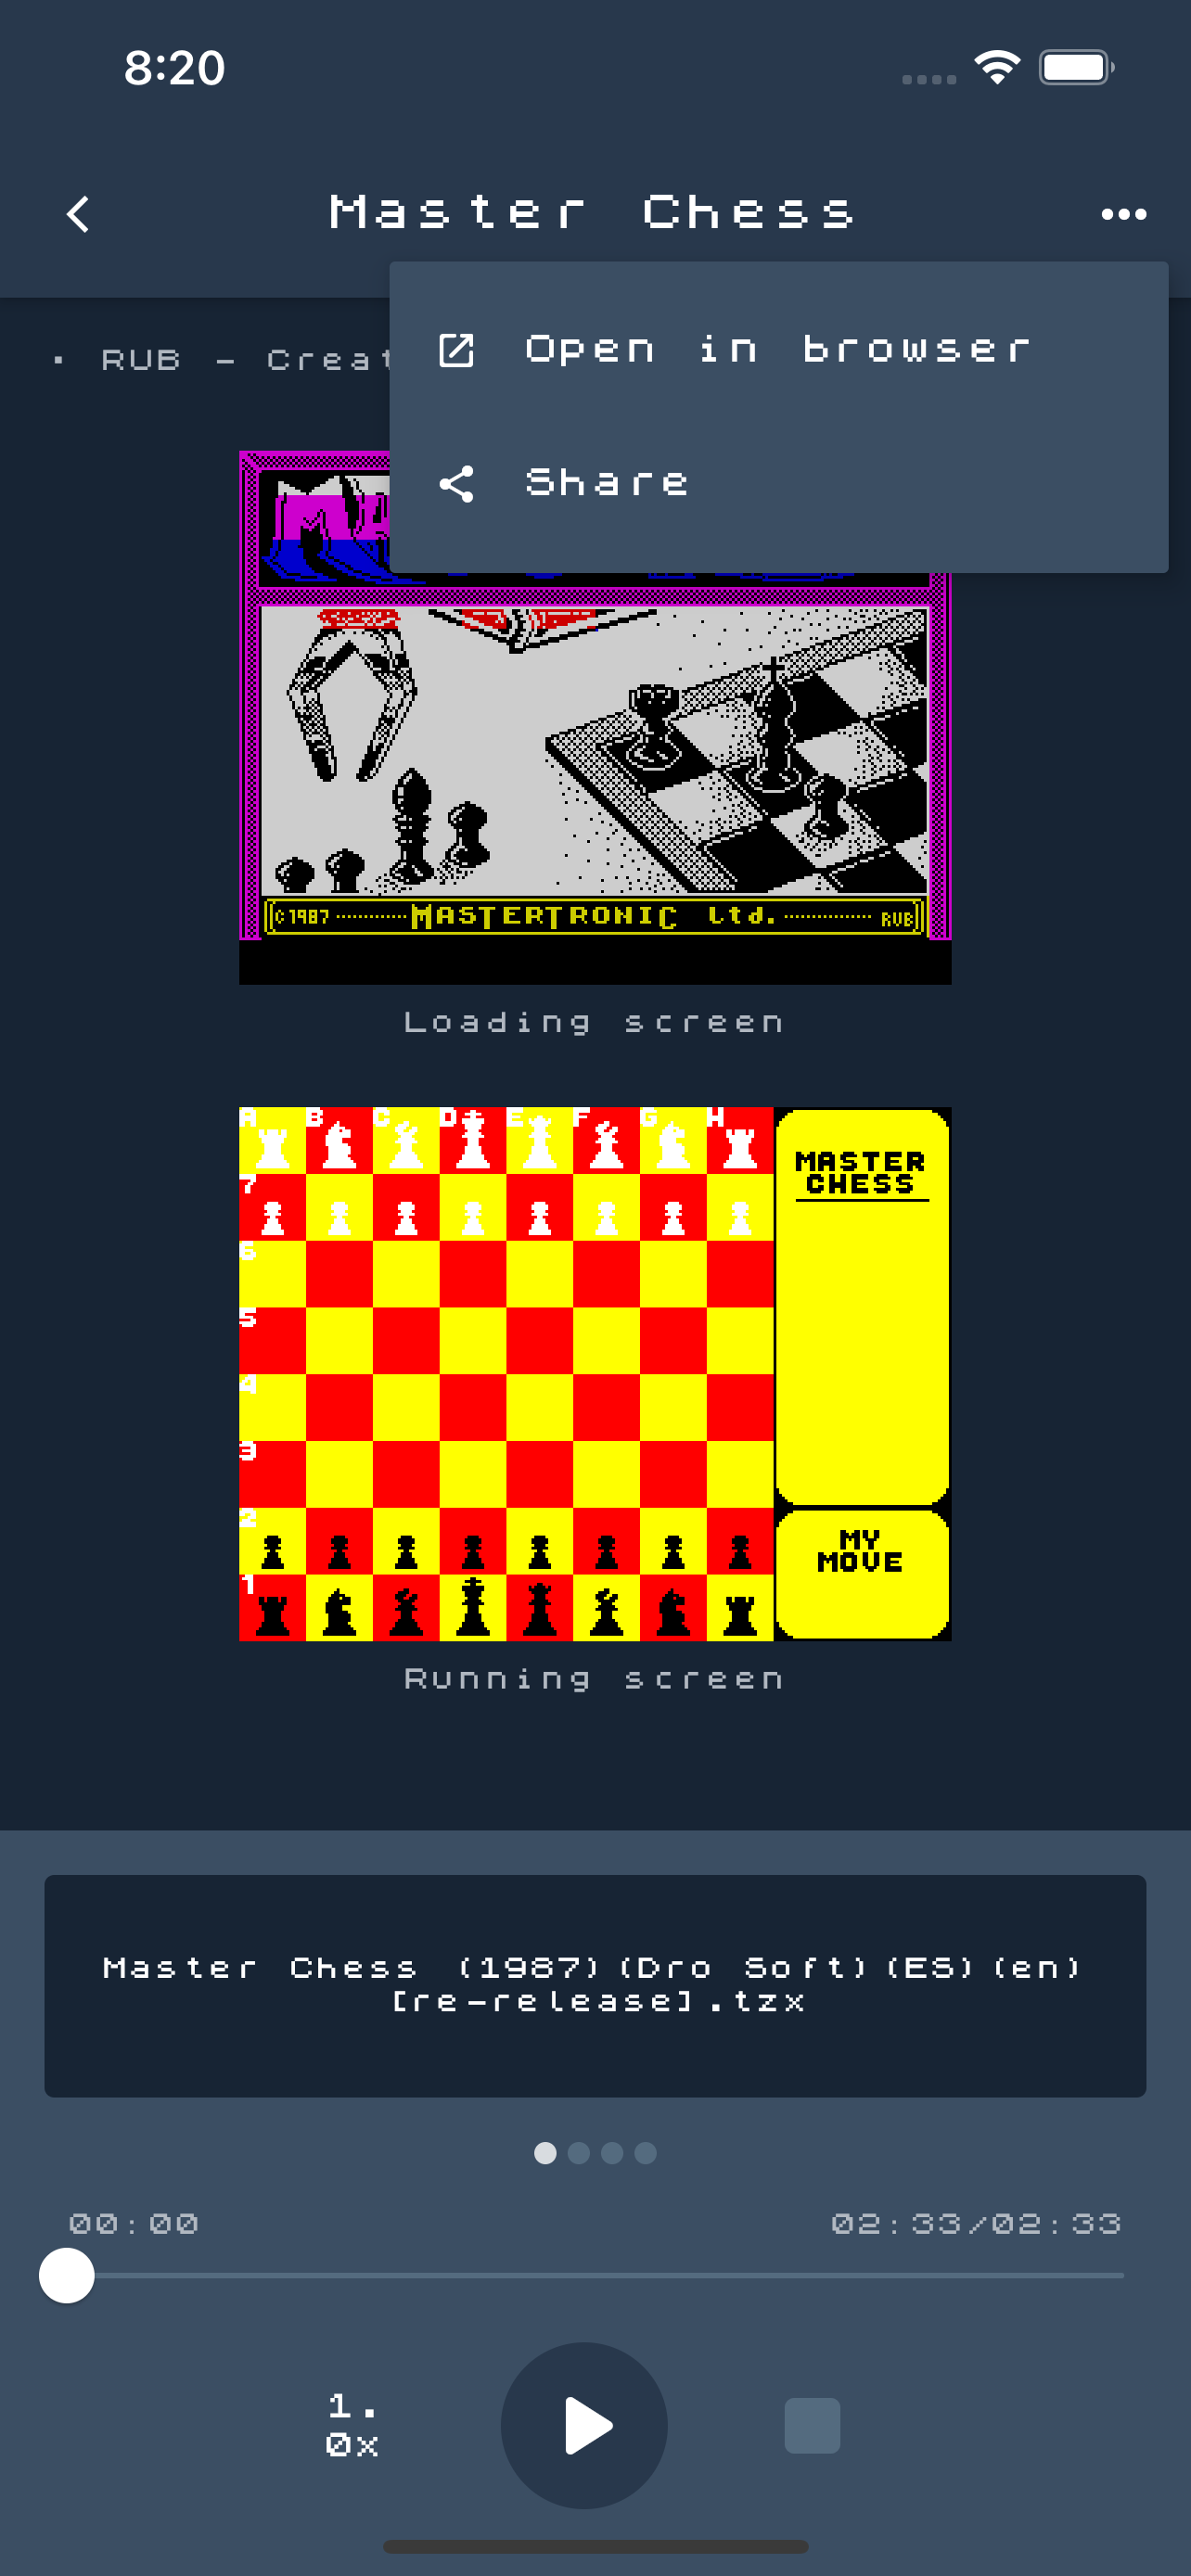 8:20
Master Chess
Open in browser
▪ RUB - Creat
Share
©1987 MASTERTRONIC Ltd. RUB
Loading screen
A B C D E F G H
MASTER
CHESS
7
6
5
4
3
2
MY
MOVE
1
Running screen
Master Chess (1987)(Dro Soft)(ES)(en)
[re-release].tzx
00:00 02:33/02:33
1.
0x